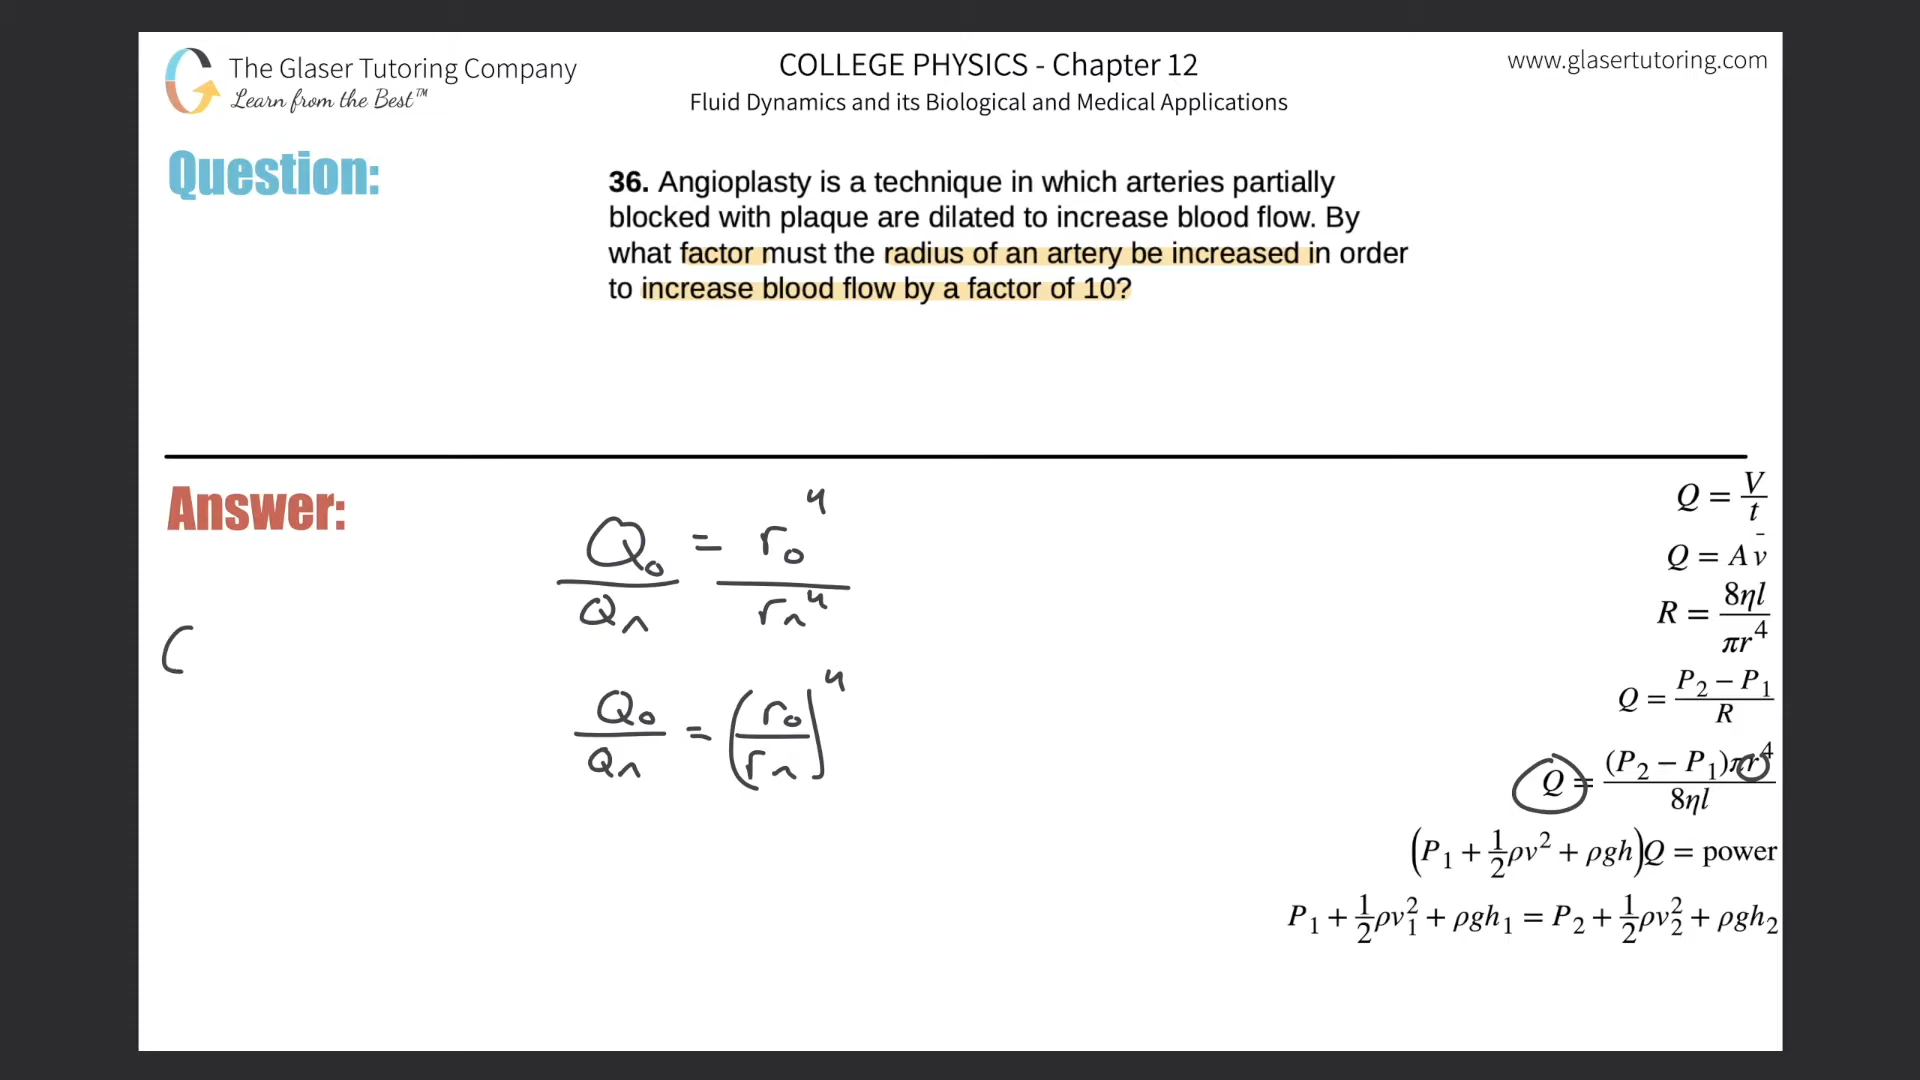 The Glaser Tutoring Company
Learn from the Best™
COLLEGE PHYSICS - Chapter 12
Fluid Dynamics and its Biological and Medical Applications
www.glasertutoring.com
Question:
36. Angioplasty is a technique in which arteries partially
blocked with plaque are dilated to increase blood flow. By
what factor must the radius of an artery be increased in order
to increase blood flow by a factor of 10?
Answer:
Q₀/Qₙ = r₀⁴/rₙ⁴
(
Q₀/Qₙ = (r₀/rₙ)⁴
Q = V/t
Q = A v̄
R = 8ηl/πr⁴
Q = P₂ − P₁/R
Q = (P₂ − P₁)πr⁴/8ηl
(P₁ + ½ρv² + ρgh)Q = power
P₁ + ½ρv₁² + ρgh₁ = P₂ + ½ρv₂² + ρgh₂